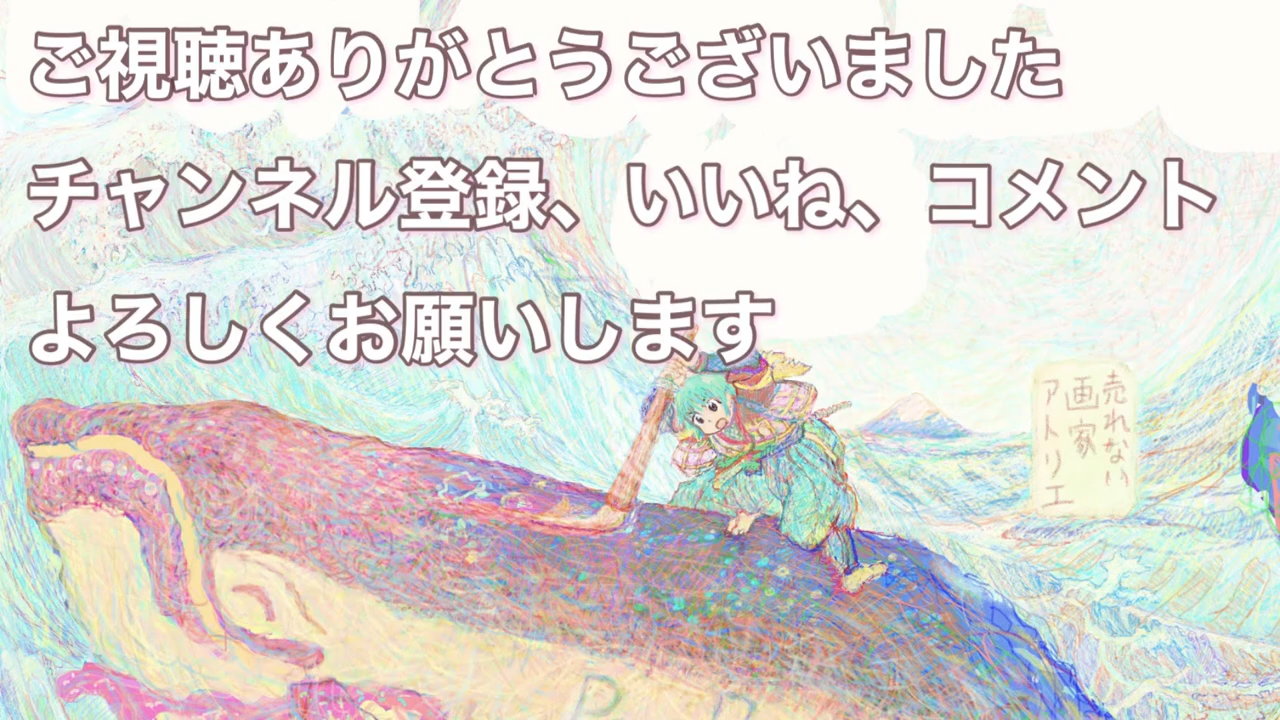 ご視聴ありがとうございました
チャンネル登録、いいね、コメント
よろしくお願いします
売れない
画家
アトリエ